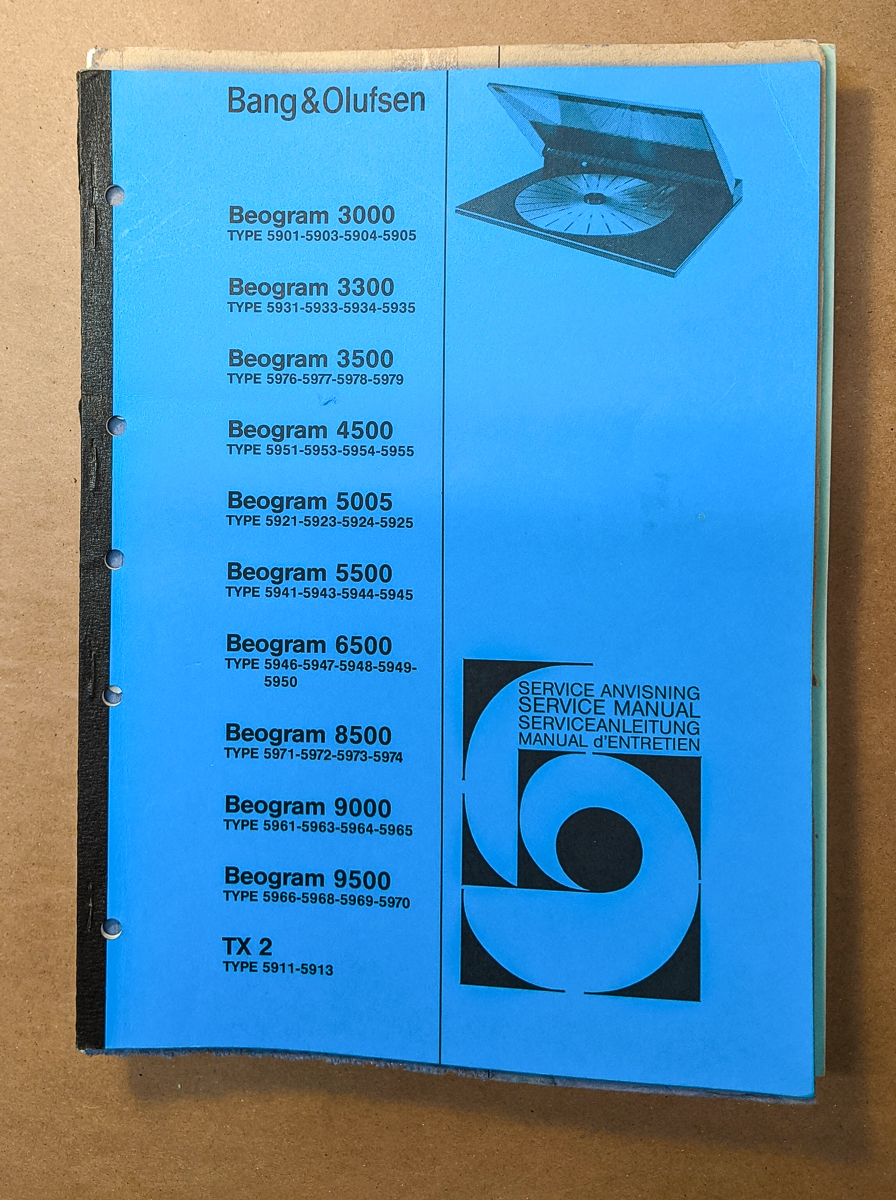 Bang&Olufsen
Beogram 3000
TYPE 5901-5903-5904-5905
Beogram 3300
TYPE 5931-5933-5934-5935
Beogram 3500
TYPE 5976-5977-5978-5979
Beogram 4500
TYPE 5951-5953-5954-5955
Beogram 5005
TYPE 5921-5923-5924-5925
Beogram 5500
TYPE 5941-5943-5944-5945
Beogram 6500
TYPE 5946-5947-5948-5949-
5950
Beogram 8500
TYPE 5971-5972-5973-5974
Beogram 9000
TYPE 5961-5963-5964-5965
Beogram 9500
TYPE 5966-5968-5969-5970
TX 2
TYPE 5911-5913
SERVICE ANVISNING
SERVICE MANUAL
SERVICEANLEITUNG
MANUAL d'ENTRETIEN